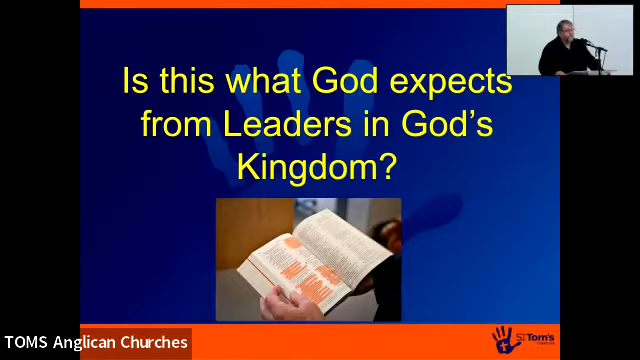 Is this what God expects
from Leaders in God's
Kingdom?
TOMS Anglican Churches
St Tom's